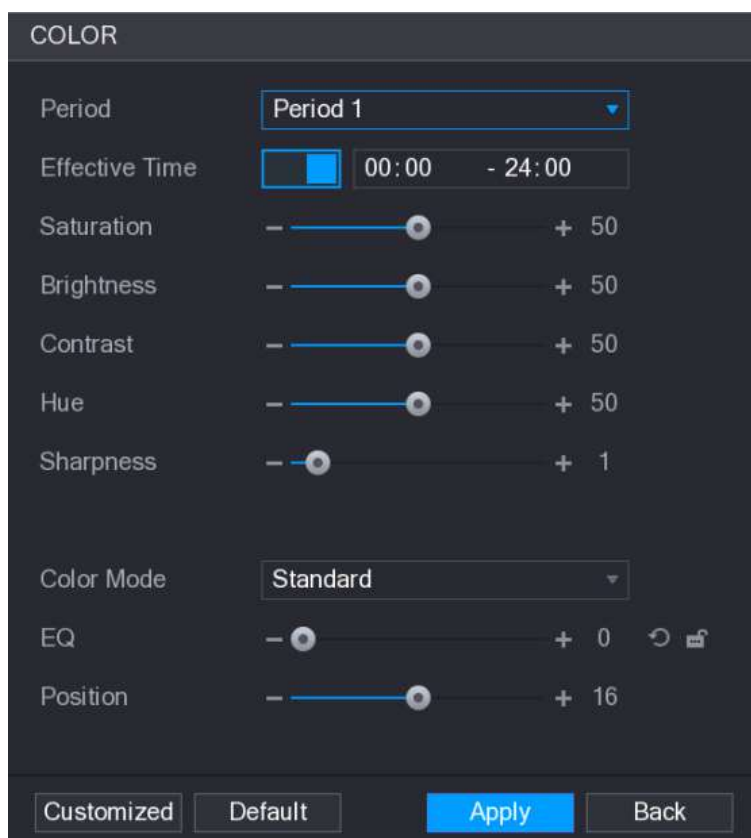 COLOR
Period Period 1
Effective Time 00:00 - 24:00
Saturation - + 50
Brightness - + 50
Contrast - + 50
Hue - + 50
Sharpness - + 1
Color Mode Standard
EQ - + 0
Position - + 16
Customized Default Apply Back